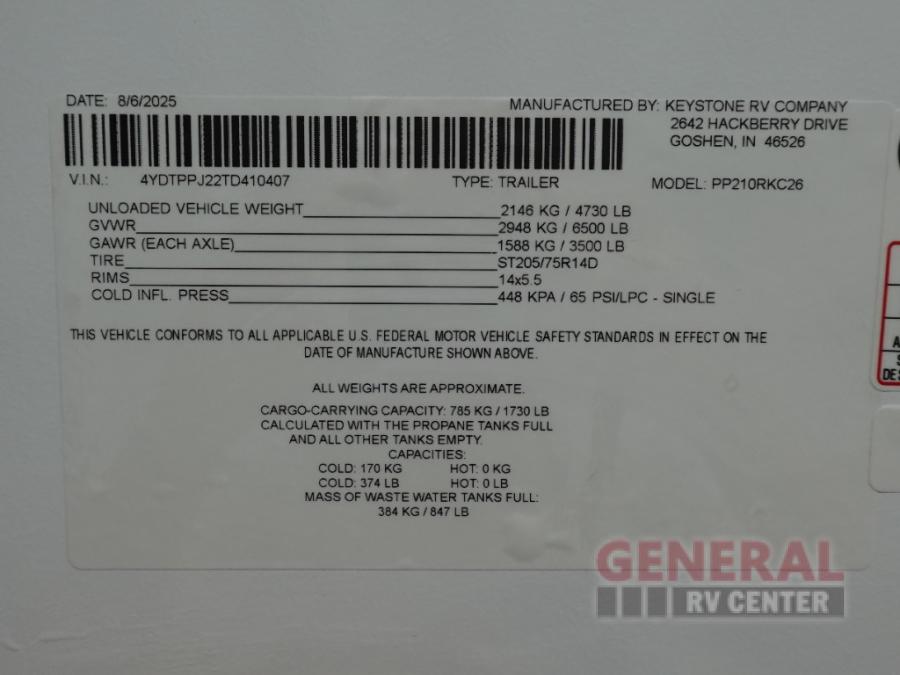 DATE: 8/6/2025
MANUFACTURED BY: KEYSTONE RV COMPANY
2642 HACKBERRY DRIVE
GOSHEN, IN 46526
V.I.N.: 4YDTPPJ22TD410407 TYPE: TRAILER MODEL: PP210RKC26
UNLOADED VEHICLE WEIGHT 2146 KG / 4730 LB
GVWR 2948 KG / 6500 LB
GAWR (EACH AXLE) 1588 KG / 3500 LB
TIRE ST205/75R14D
RIMS 14x5.5
COLD INFL. PRESS 448 KPA / 65 PSI/LPC - SINGLE
THIS VEHICLE CONFORMS TO ALL APPLICABLE U.S. FEDERAL MOTOR VEHICLE SAFETY STANDARDS IN EFFECT ON THE
DATE OF MANUFACTURE SHOWN ABOVE.
ALL WEIGHTS ARE APPROXIMATE.
CARGO-CARRYING CAPACITY: 785 KG / 1730 LB
CALCULATED WITH THE PROPANE TANKS FULL
AND ALL OTHER TANKS EMPTY.
CAPACITIES:
COLD: 170 KG HOT: 0 KG
COLD: 374 LB HOT: 0 LB
MASS OF WASTE WATER TANKS FULL:
384 KG / 847 LB
GENERAL
RV CENTER